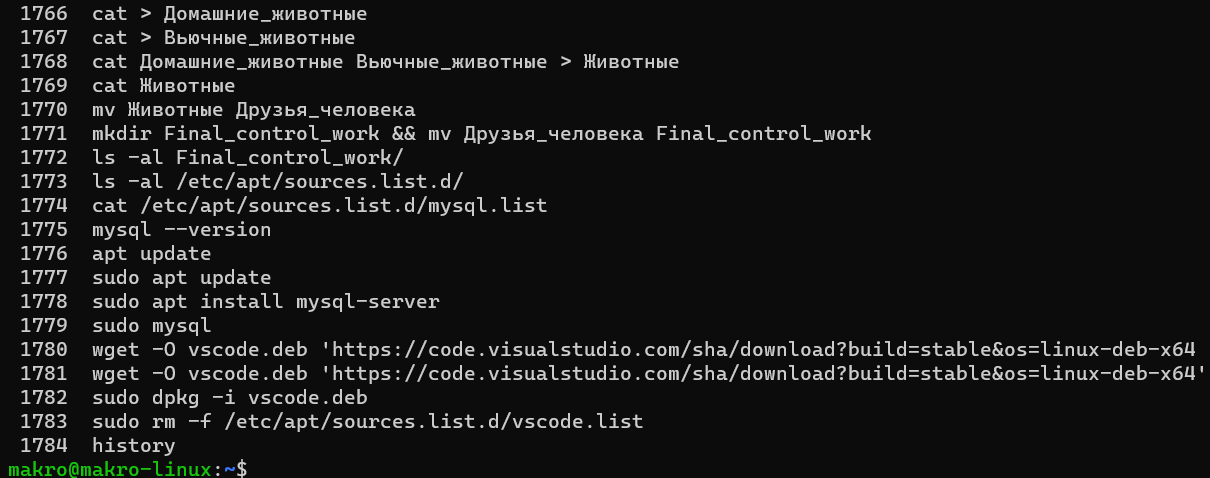 1766  cat > Домашние_животные
1767  cat > Вьючные_животные
1768  cat Домашние_животные Вьючные_животные > Животные
1769  cat Животные
1770  mv Животные Друзья_человека
1771  mkdir Final_control_work && mv Друзья_человека Final_control_work
1772  ls -al Final_control_work/
1773  ls -al /etc/apt/sources.list.d/
1774  cat /etc/apt/sources.list.d/mysql.list
1775  mysql --version
1776  apt update
1777  sudo apt update
1778  sudo apt install mysql-server
1779  sudo mysql
1780  wget -O vscode.deb 'https://code.visualstudio.com/sha/download?build=stable&os=linux-deb-x64
1781  wget -O vscode.deb 'https://code.visualstudio.com/sha/download?build=stable&os=linux-deb-x64'
1782  sudo dpkg -i vscode.deb
1783  sudo rm -f /etc/apt/sources.list.d/vscode.list
1784  history
makro@makro-linux:~$